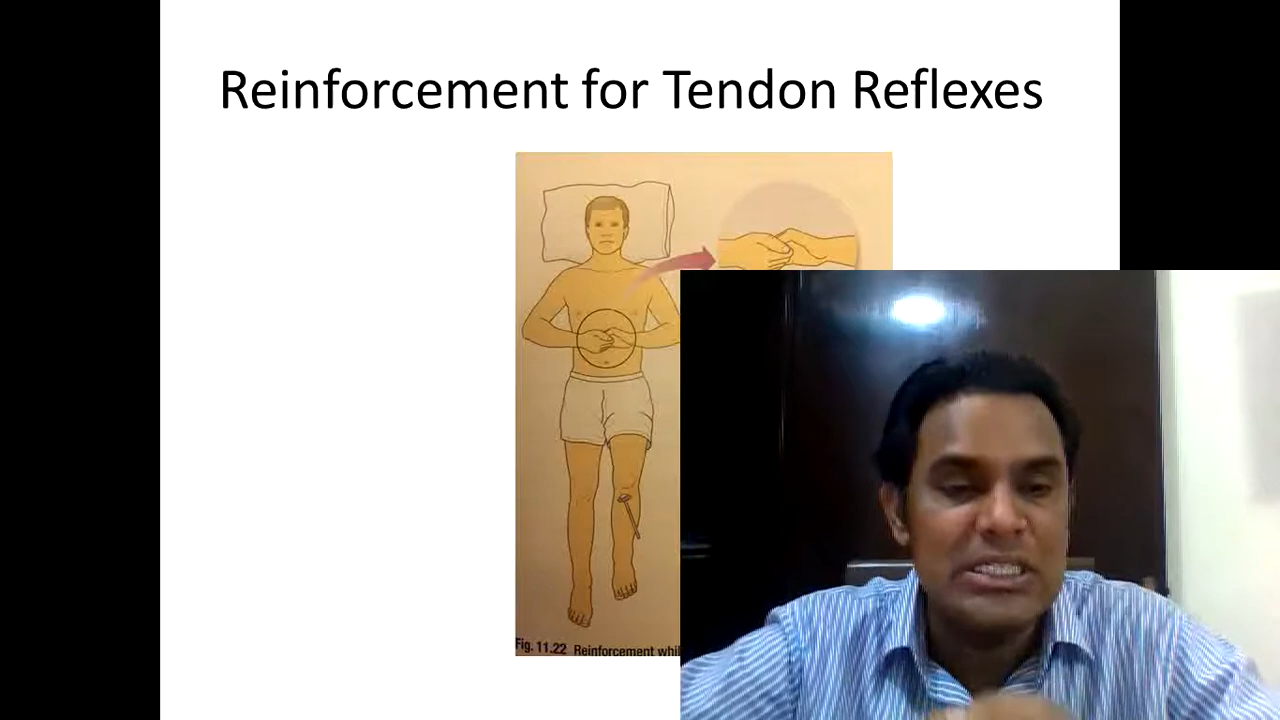 Reinforcement for Tendon Reflexes
Fig. 11.22 Reinforcement